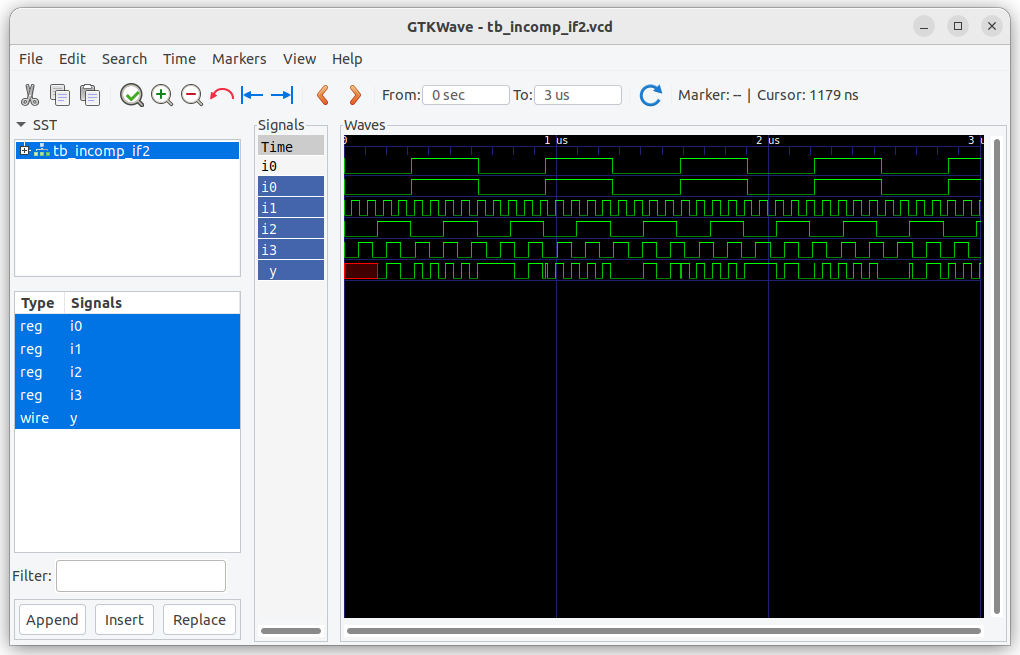 GTKWave - tb_incomp_if2.vcd
File Edit Search Time Markers View Help
From: 0 sec To: 3 us Marker: -- | Cursor: 1179 ns
SST
tb_incomp_if2
Type Signals
reg i0
reg i1
reg i2
reg i3
wire y
Filter:
Append Insert Replace
Signals
Time
i0
i0
i1
i2
i3
y
Waves
0 1 us 2 us 3 u